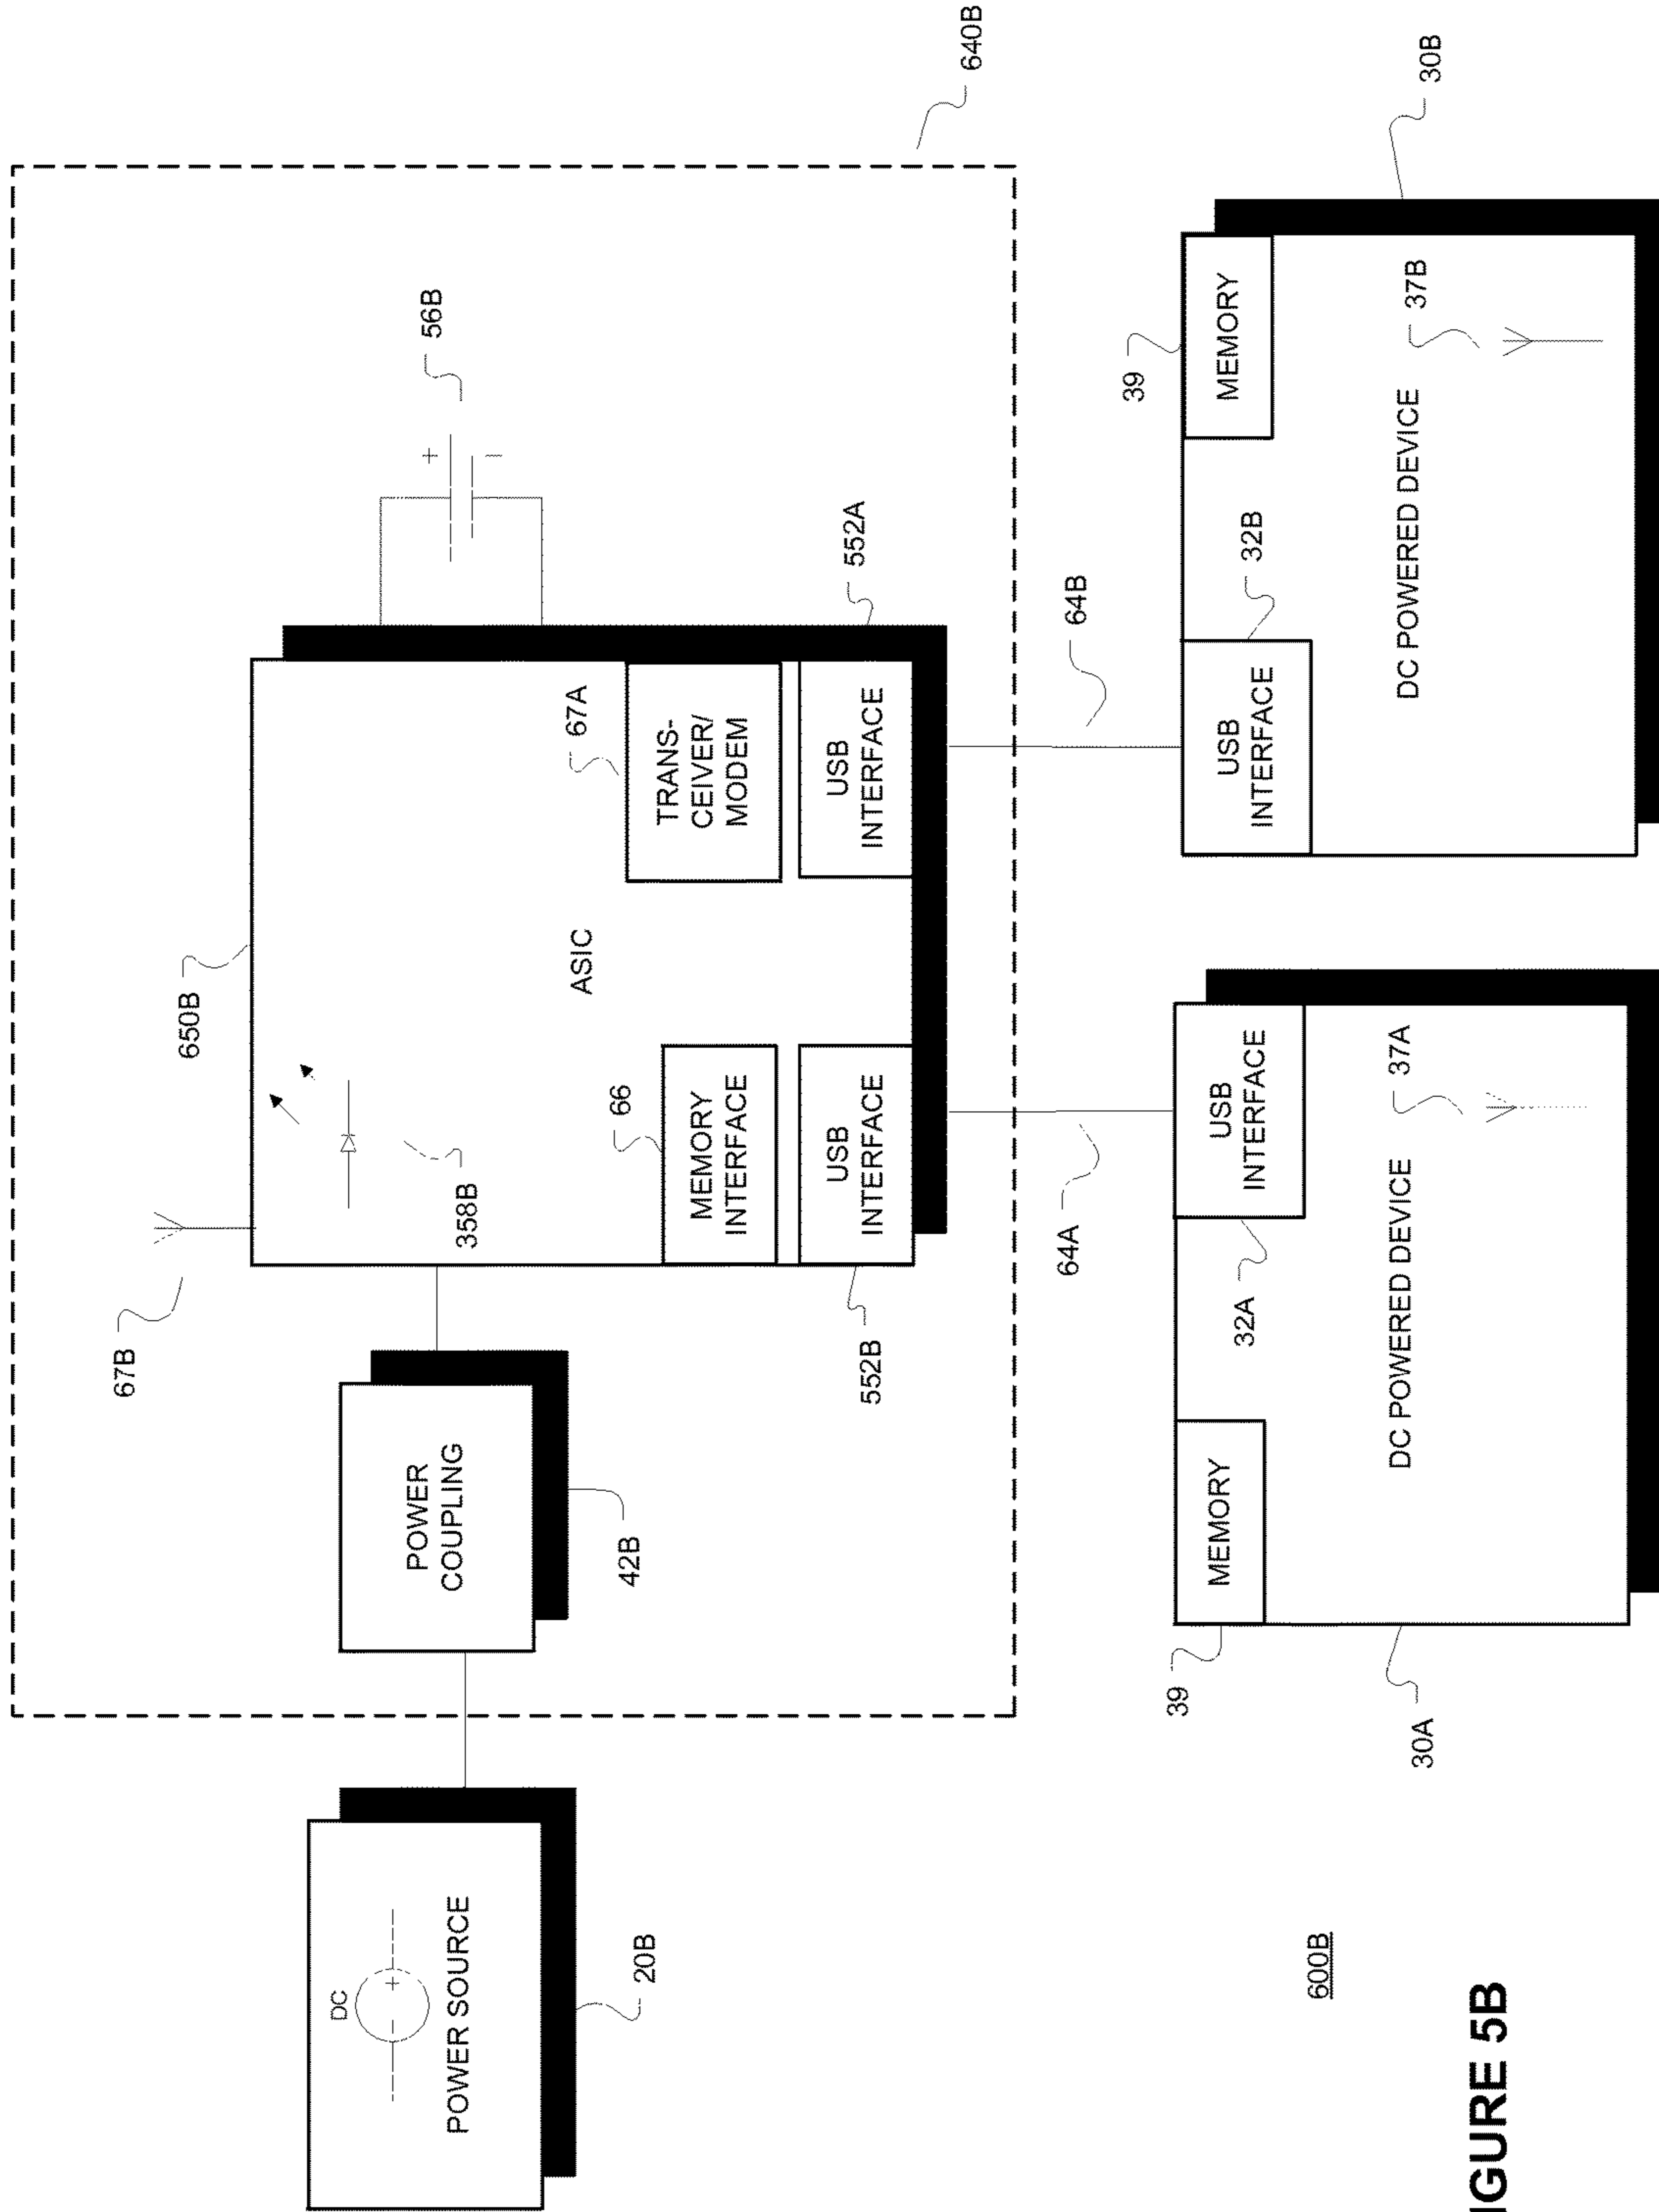 67B
650B
640B
DC
POWER SOURCE
20B
POWER
COUPLING
42B
358B
ASIC
56B
66
MEMORY
INTERFACE
67A
TRANS-
CEIVER/
MODEM
USB
INTERFACE
552B
USB
INTERFACE
552A
64A
64B
39
MEMORY
32A
USB
INTERFACE
DC POWERED DEVICE
37A
30A
USB
INTERFACE
32B
39
MEMORY
DC POWERED DEVICE
37B
30B
600B
IGURE 5B